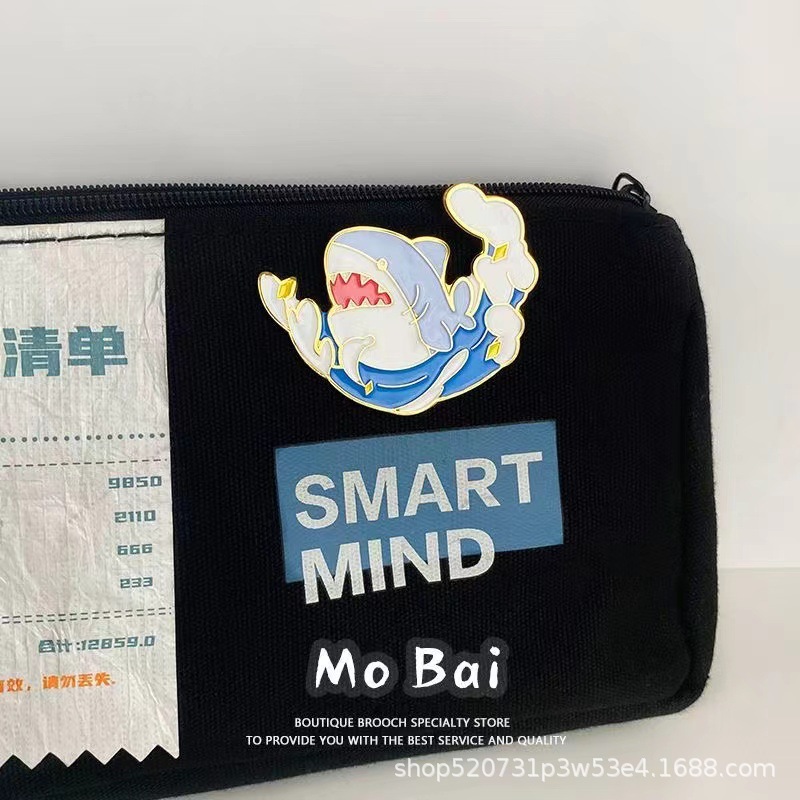 清单
9850
2110
666
233
合计:12859.0
有效，请勿丢失.
SMART
MIND
Mo Bai
BOUTIQUE BROOCH SPECIALTY STORE
TO PROVIDE YOU WITH THE BEST SERVICE AND QUALITY
shop520731p3w53e4.1688.com